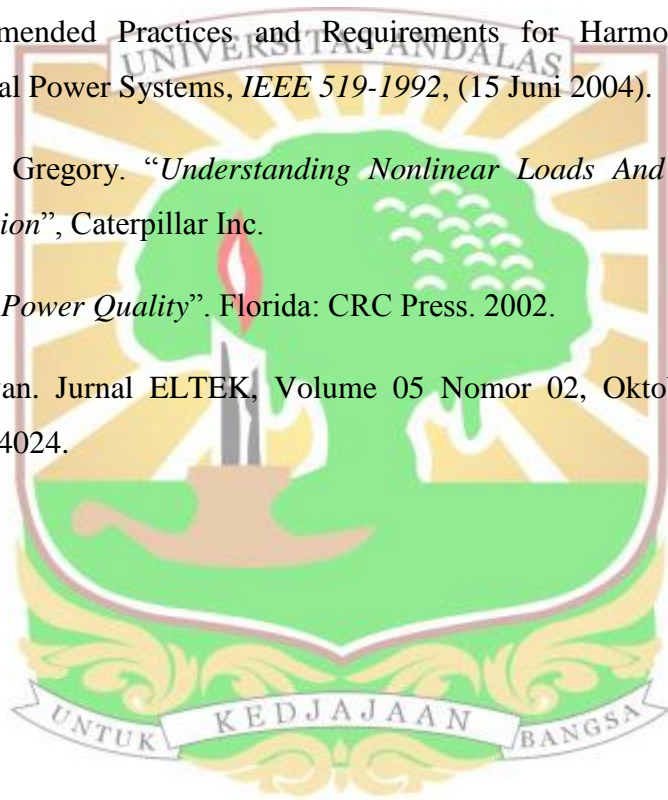 mended Practices and Requirements for Harmo
UNIVERSITAS ANDALAS
al Power Systems, IEEE 519-1992, (15 Juni 2004).
Gregory. “Understanding Nonlinear Loads And
ion”, Caterpillar Inc.
Power Quality”. Florida: CRC Press. 2002.
van. Jurnal ELTEK, Volume 05 Nomor 02, Okto
4024.
UNTUK KEDJAJAAN BANGSA